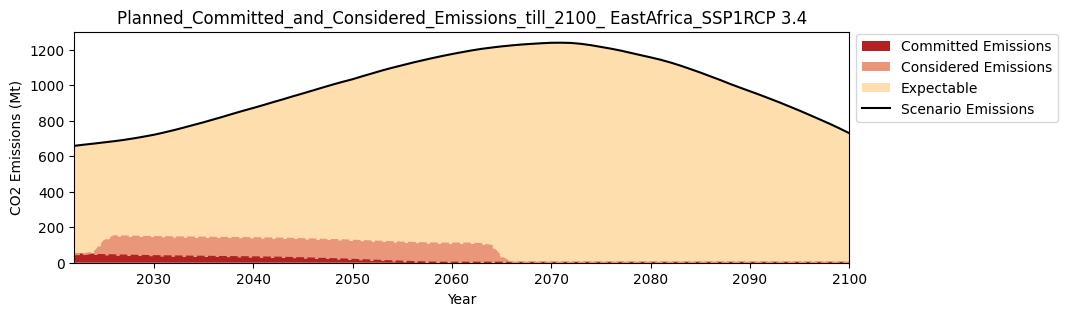 Planned_Committed_and_Considered_Emissions_till_2100_ EastAfrica_SSP1RCP 3.4
CO2 Emissions (Mt)
1200
1000
800
600
400
200
0
2030 2040 2050 2060 2070 2080 2090 2100
Year
Committed Emissions
Considered Emissions
Expectable
Scenario Emissions